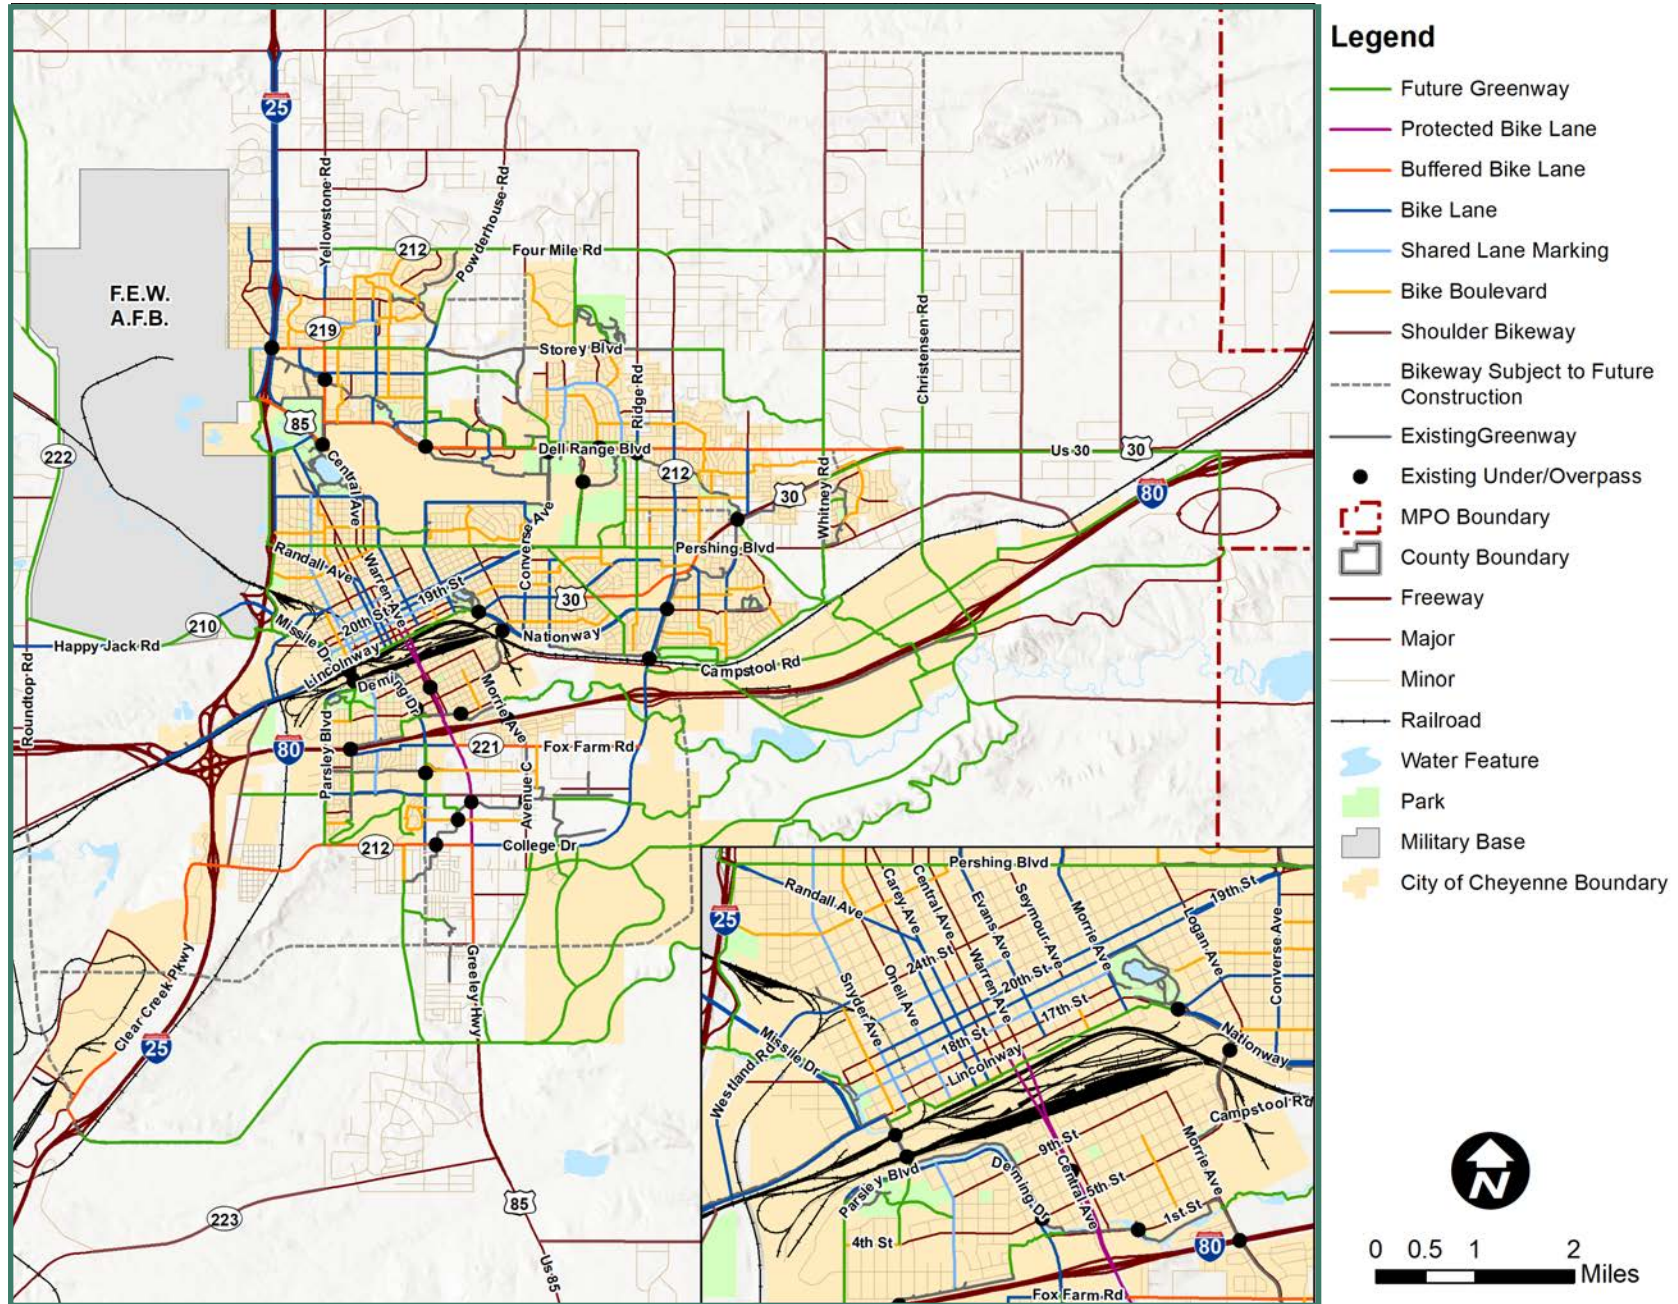 25
Yellowstone Rd
Powderhouse Rd
212
Four Mile Rd
F.E.W.
A.F.B.
219
Storey Blvd
Christensen Rd
Ridge Rd
85
222
Dell Range Blvd
Us 30
30
Central Ave
212
80
30
Whitney Rd
Converse Ave
Randall Ave
Pershing Blvd
Warren Ave
19th St
30
20th St
210
Missile Dr
Nationway
Happy Jack Rd
Lincolnway
Campstool Rd
Deming Dr
Morrie Ave
Roundtop Rd
Parsley Blvd
80
221
Fox Farm Rd
Avenue C
212
College Dr
Greeley Hwy
Clear Creek Pkwy
25
223
85
Us 85
Pershing Blvd
Randall Ave
Carey Ave
Central Ave
Evans Ave
Seymour Ave
Morrie Ave
19th St
Logan Ave
Converse Ave
25
24th St
20th St
Warren Ave
Snyder Ave
Oneil Ave
17th St
18th St
Lincolnway
Missile Dr
Westland Rd
Nationway
Campstool Rd
9th St
Parsley Blvd
Deming Dr
Central Ave
5th St
Morrie Ave
1st St
4th St
80
Fox Farm Rd
Legend
Future Greenway
Protected Bike Lane
Buffered Bike Lane
Bike Lane
Shared Lane Marking
Bike Boulevard
Shoulder Bikeway
Bikeway Subject to Future
Construction
ExistingGreenway
Existing Under/Overpass
MPO Boundary
County Boundary
Freeway
Major
Minor
Railroad
Water Feature
Park
Military Base
City of Cheyenne Boundary
N
0 0.5 1 2
Miles